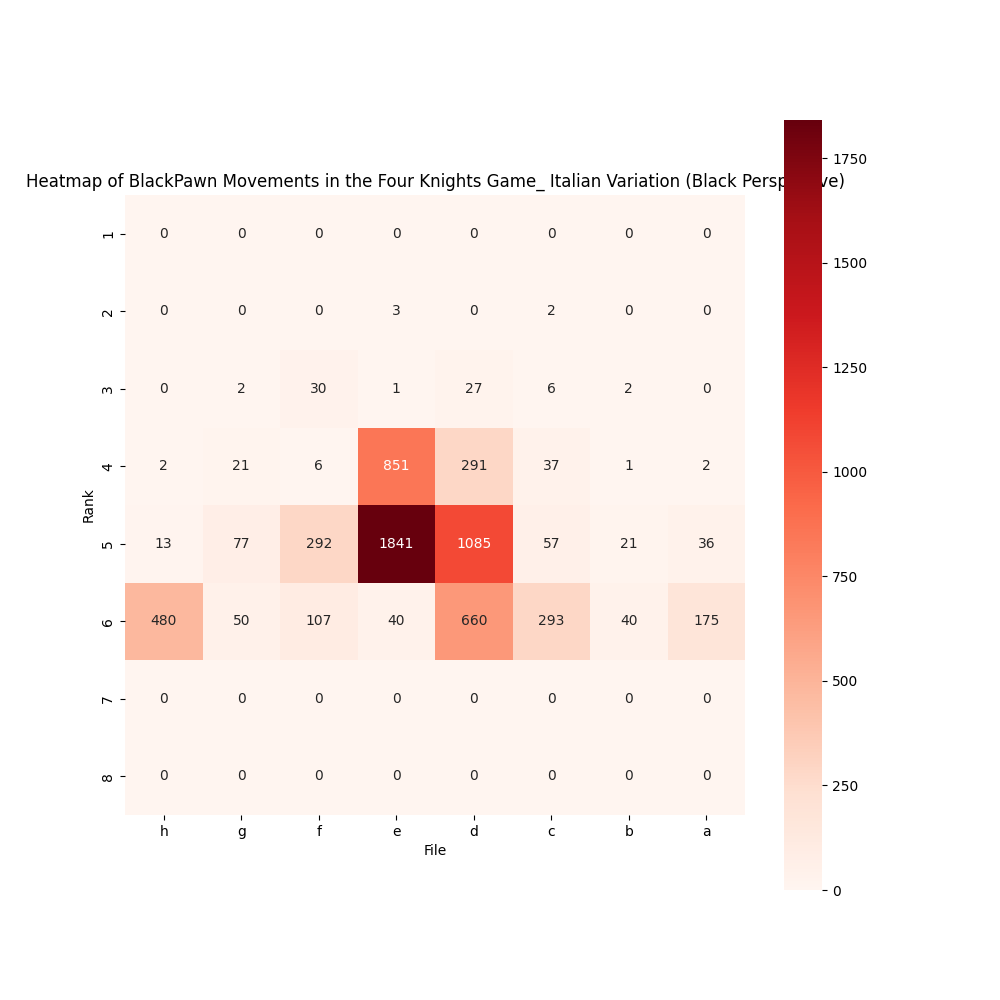 Heatmap of BlackPawn Movements in the Four Knights Game_ Italian Variation (Black Perspective)
1 0 0 0 0 0 0 0 0
2 0 0 0 3 0 2 0 0
3 0 2 30 1 27 6 2 0
4 2 21 6 851 291 37 1 2
5 13 77 292 1841 1085 57 21 36
6 480 50 107 40 660 293 40 175
7 0 0 0 0 0 0 0 0
8 0 0 0 0 0 0 0 0
h g f e d c b a
Rank
File
1750
1500
1250
1000
750
500
250
0